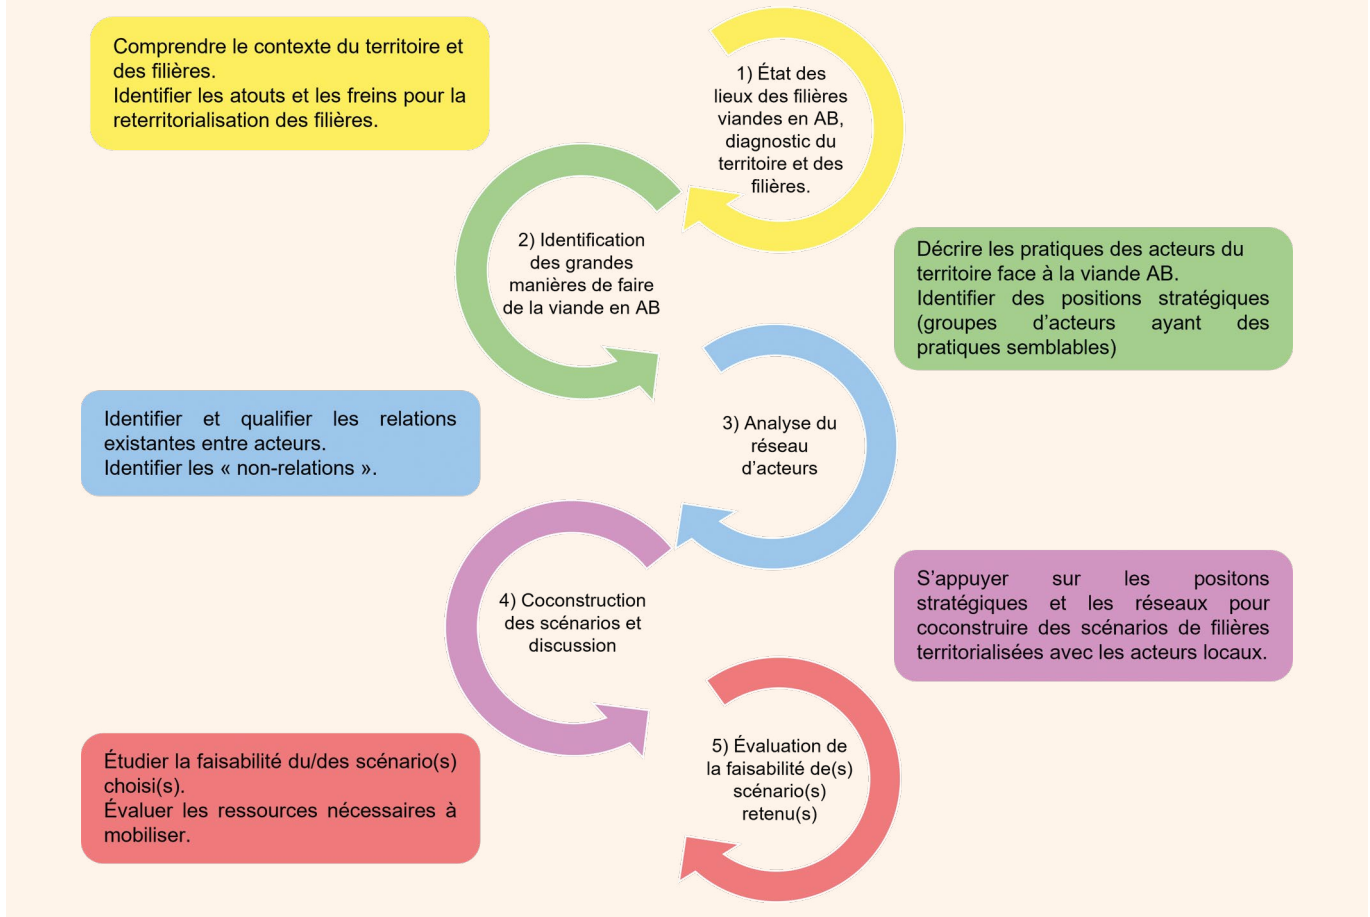 Comprendre le contexte du territoire et
des filières.
Identifier les atouts et les freins pour la
reterritorialisation des filières.
1) État des
lieux des filières
viandes en AB,
diagnostic du
territoire et des
filières.
2) Identification
des grandes
manières de faire
de la viande en AB
Décrire les pratiques des acteurs du
territoire face à la viande AB.
Identifier des positions stratégiques
(groupes d’acteurs ayant des
pratiques semblables)
Identifier et qualifier les relations
existantes entre acteurs.
Identifier les « non-relations ».
3) Analyse du
réseau
d’acteurs
4) Coconstruction
des scénarios et
discussion
S’appuyer sur les positons
stratégiques et les réseaux pour
coconstruire des scénarios de filières
territorialisées avec les acteurs locaux.
Étudier la faisabilité du/des scénario(s)
choisi(s).
Évaluer les ressources nécessaires à
mobiliser.
5) Évaluation de
la faisabilité de(s)
scénario(s)
retenu(s)